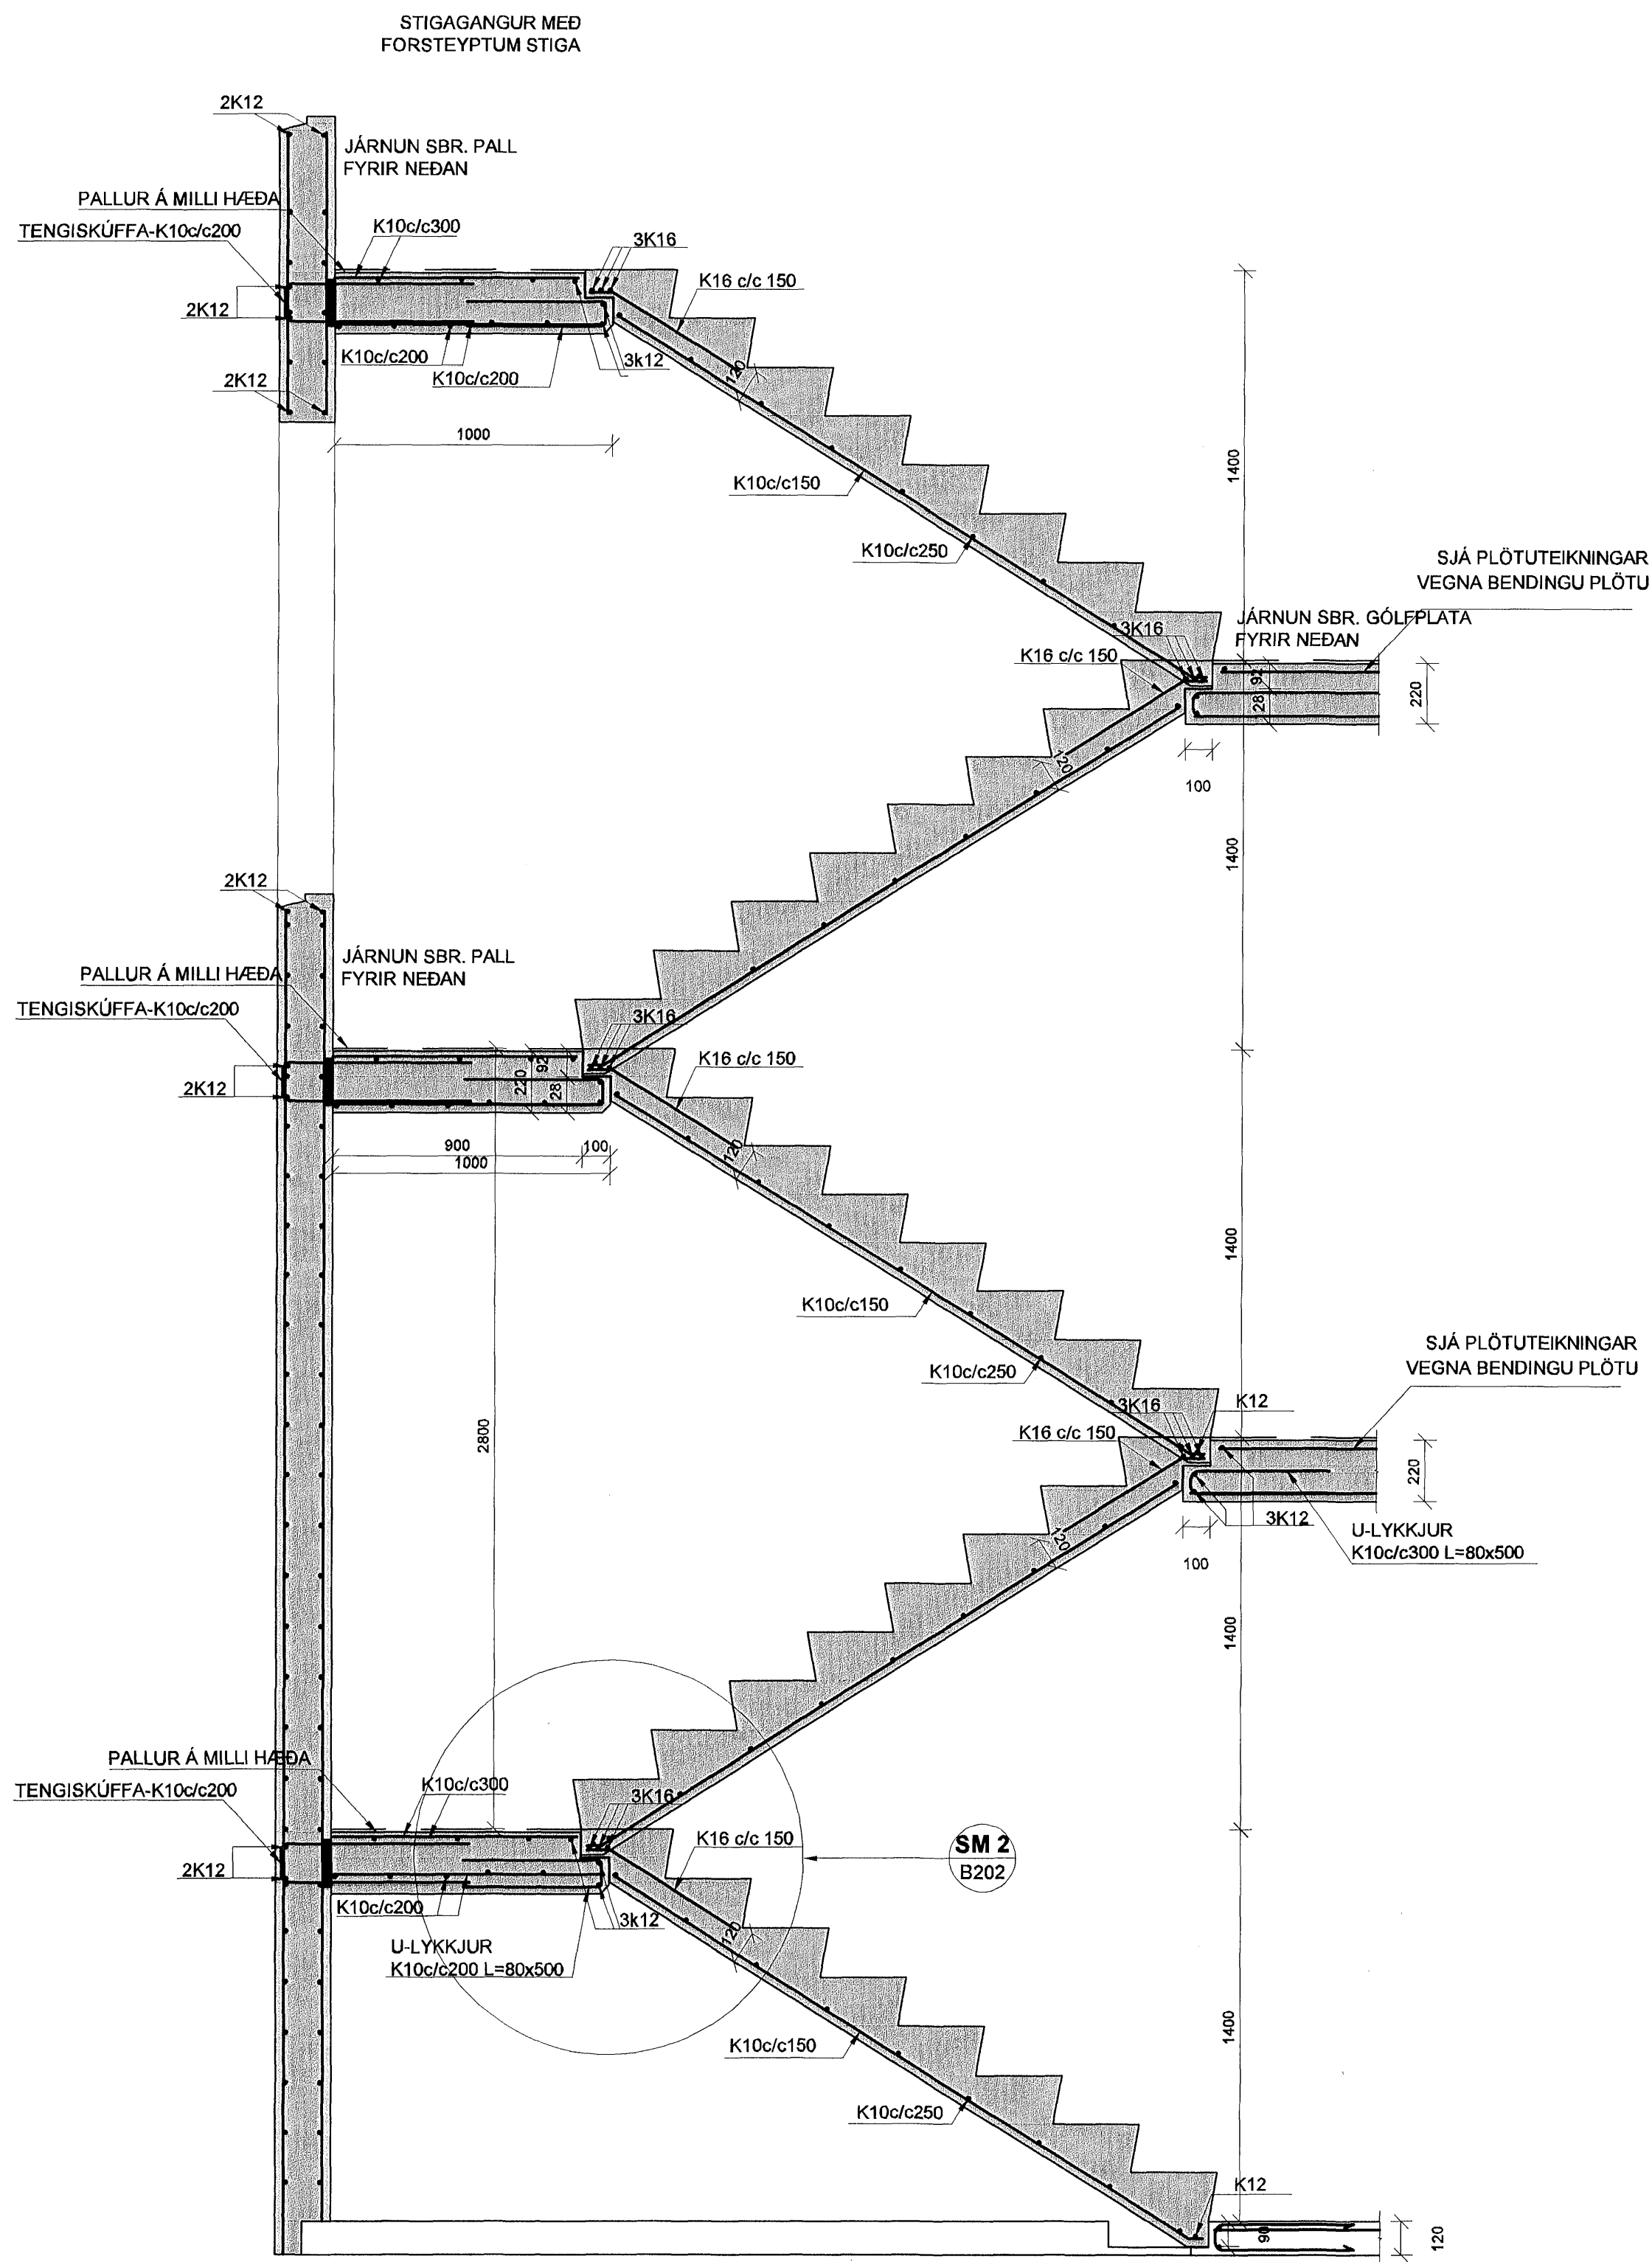 STIGAGANGUR MEÐ
FORSTEYPTUM STIGA
2K12
JÁRNUN SBR. PALL
FYRIR NEÐAN
PALLUR Á MILLI HÆÐA
TENGISKÚFFA-K10c/c200
K10c/c300
3K16
K16 c/c 150
2K12
K10c/c200
K10c/c200
3k12
120
2K12
1000
1400
K10c/c150
K10c/c250
SJÁ PLÖTUTEIKNINGAR
VEGNA BENDINGU PLÖTU
JÁRNUN SBR. GÓLFPLATA
FYRIR NEÐAN
3K16
K16 c/c 150
92
28
220
120
100
1400
2K12
JÁRNUN SBR. PALL
FYRIR NEÐAN
PALLUR Á MILLI HÆÐA
TENGISKÚFFA-K10c/c200
3K16
K16 c/c 150
2K12
220
92
28
900
100
1000
120
1400
K10c/c150
K10c/c250
SJÁ PLÖTUTEIKNINGAR
VEGNA BENDINGU PLÖTU
2800
3K16
K12
K16 c/c 150
220
3K12
U-LYKKJUR
K10c/c300 L=80x500
120
100
1400
PALLUR Á MILLI HÆÐA
TENGISKÚFFA-K10c/c200
K10c/c300
3K16
K16 c/c 150
SM 2
B202
2K12
K10c/c200
3k12
U-LYKKJUR
K10c/c200 L=80x500
120
1400
K10c/c150
K10c/c250
K12
90
120